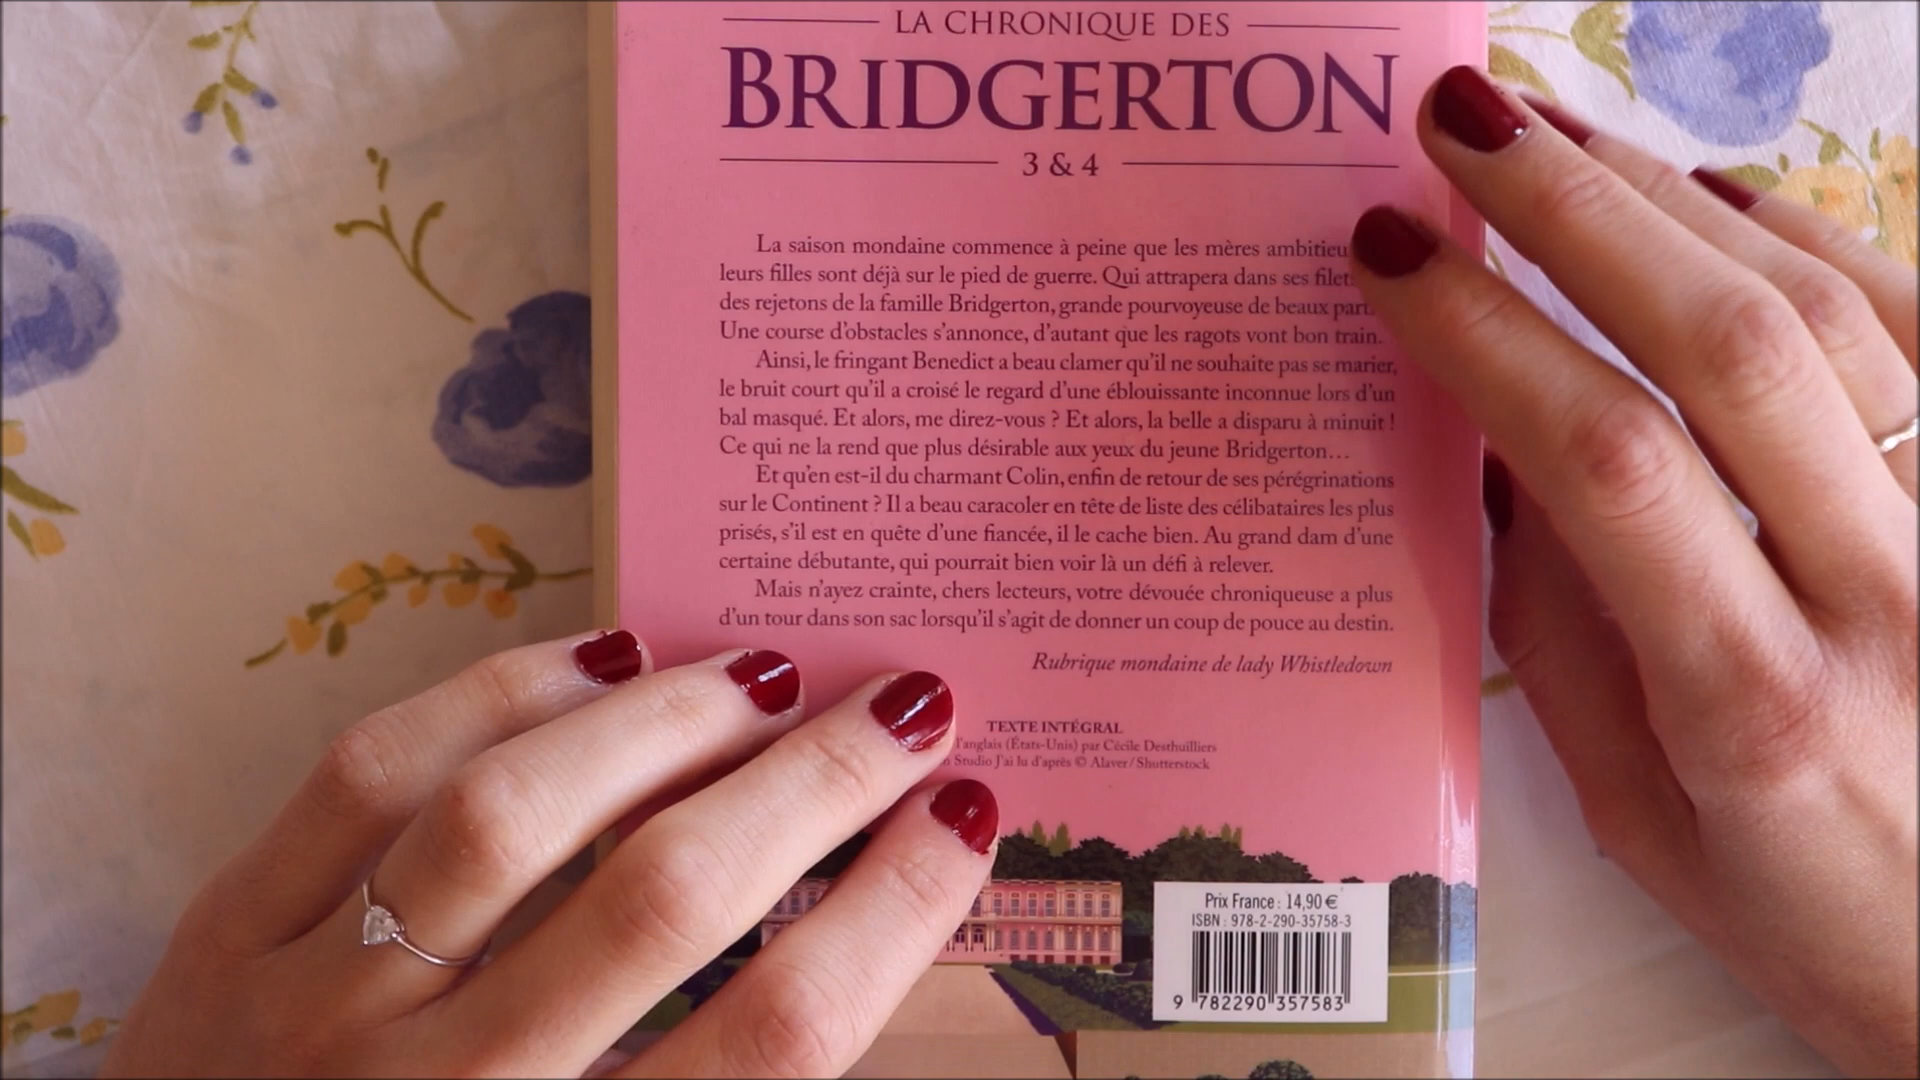 LA CHRONIQUE DES
BRIDGERTON
3 & 4
La saison mondaine commence à peine que les mères
leurs filles sont déjà sur le pied de guerre. Qui attrapera dans ses
des rejetons de la famille Bridgerton, grande pourvoyeuse de beaux
Une course d'obstacles s'annonce, d'autant que les ragots vont bon train.
Ainsi, le fringant Benedict a beau clamer qu'il ne souhaite pas se marier,
le bruit court qu'il a croisé le regard d'une éblouissante inconnue lors d'un
bal masqué. Et alors, me direz-vous ? Et alors, la belle a disparu à minuit !
Ce qui ne la rend que plus désirable aux yeux du jeune Bridgerton...
Et qu'en est-il du charmant Colin, enfin de retour de ses pérégrinations
sur le Continent ? Il a beau caracoler en tête de liste des célibataires les plus
prisés, s'il est en quête d'une fiancée, il le cache bien. Au grand dam d'une
certaine débutante, qui pourrait bien voir là un défi à relever.
Mais n'ayez crainte, chers lecteurs, votre dévouée chroniqueuse a plus
d'un tour dans son sac lorsqu'il s'agit de donner un coup de pouce au destin.
Rubrique mondaine de lady Whistledown
TEXTE INTÉGRAL
l'anglais (États-Unis) par Cécile Desthuilliers
Studio J'ai lu d'après © Alaver/Shutterstock
Prix France : 14,90 €
ISBN : 978-2-290-35758-3
9 782290 357583